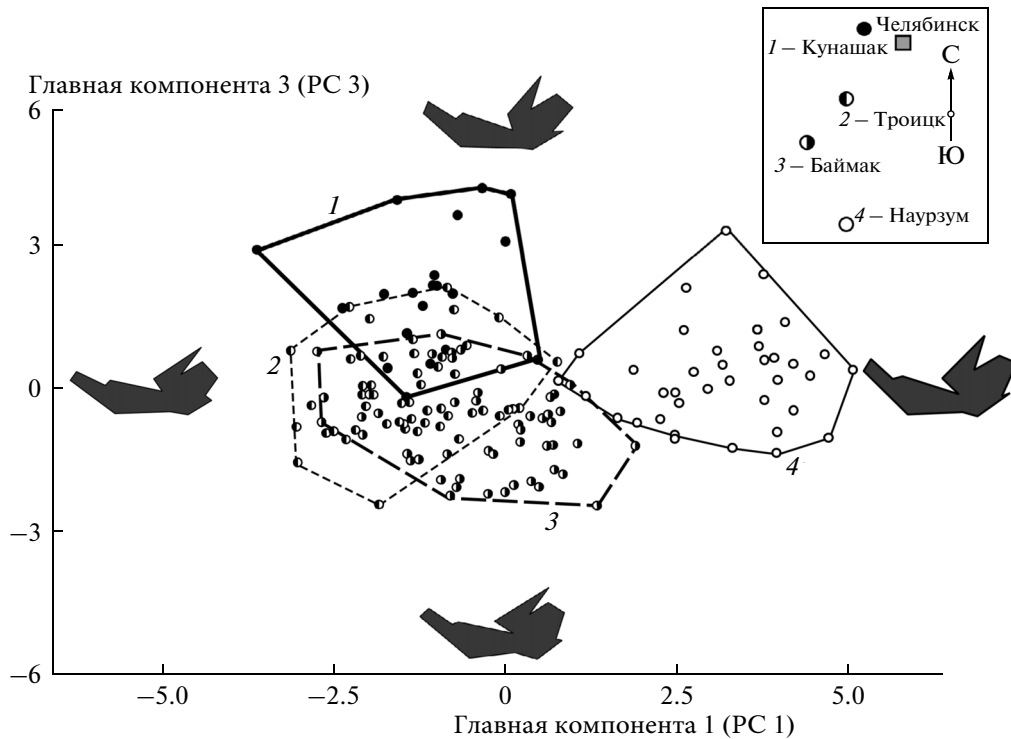 Челябинск
1 – Кунашак
С
2 – Троицк
Ю
3 – Баймак
4 – Наурзум
Главная компонента 3 (PC 3)
6
3
0
−3
−6
1
2
3
4
−5.0
−2.5
0
2.5
5.0
Главная компонента 1 (PC 1)